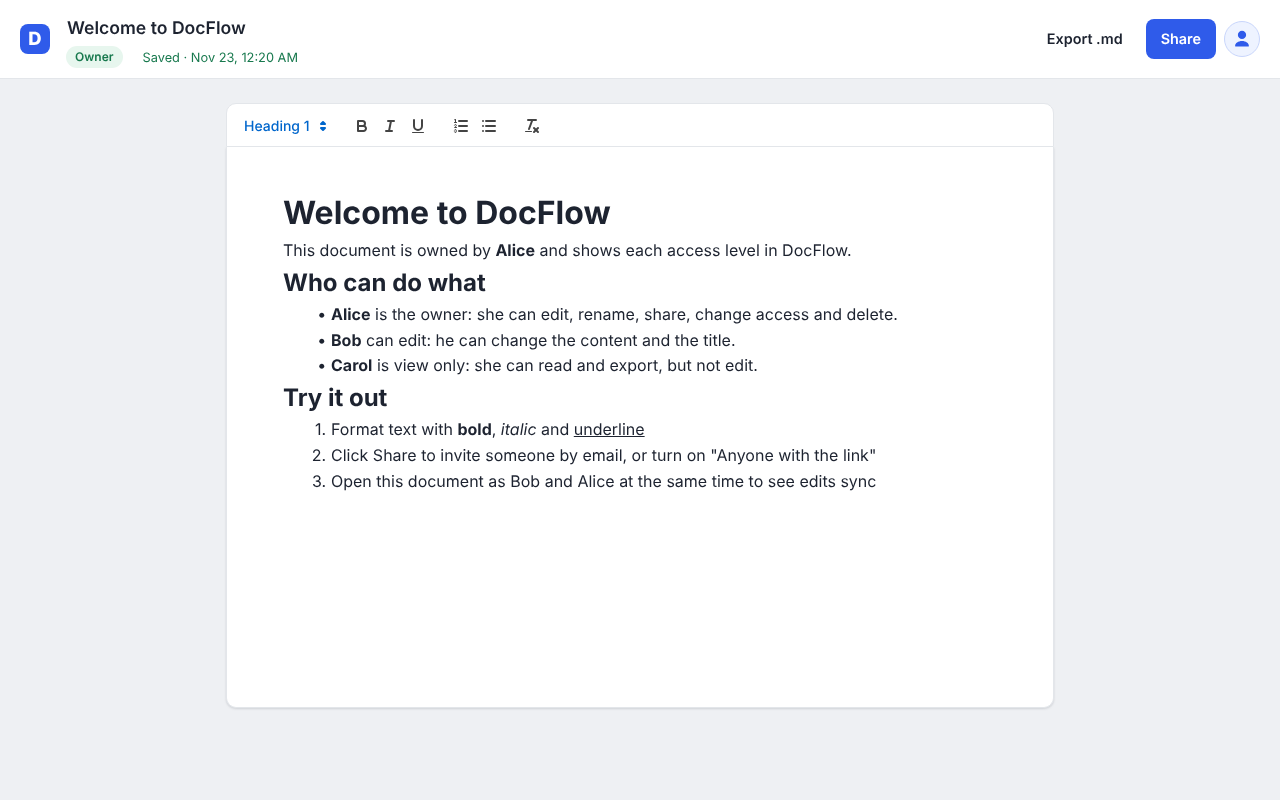 D
Welcome to DocFlow
Owner
Saved · Nov 23, 12:20 AM
Export .md
Share
Heading 1
B I U
Welcome to DocFlow
This document is owned by Alice and shows each access level in DocFlow.
Who can do what
• Alice is the owner: she can edit, rename, share, change access and delete.
• Bob can edit: he can change the content and the title.
• Carol is view only: she can read and export, but not edit.
Try it out
1. Format text with bold, italic and underline
2. Click Share to invite someone by email, or turn on "Anyone with the link"
3. Open this document as Bob and Alice at the same time to see edits sync